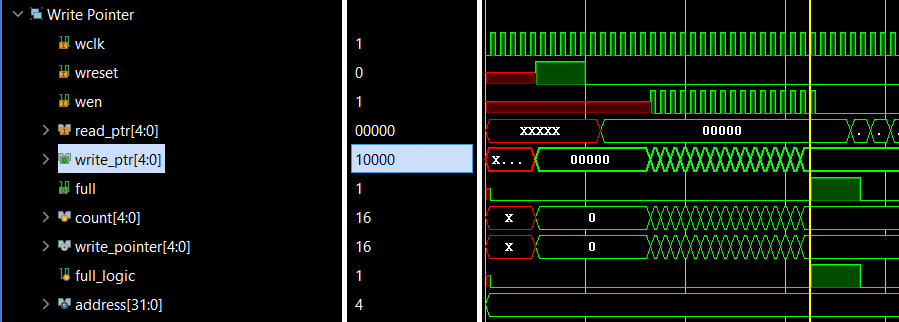 Write Pointer
wclk 1
wreset 0
wen 1
read_ptr[4:0] 00000 XXXXX 00000 . . .
write_ptr[4:0] 10000 X... 00000
full 1
count[4:0] 16 X 0
write_pointer[4:0] 16 X 0
full_logic 1
address[31:0] 4